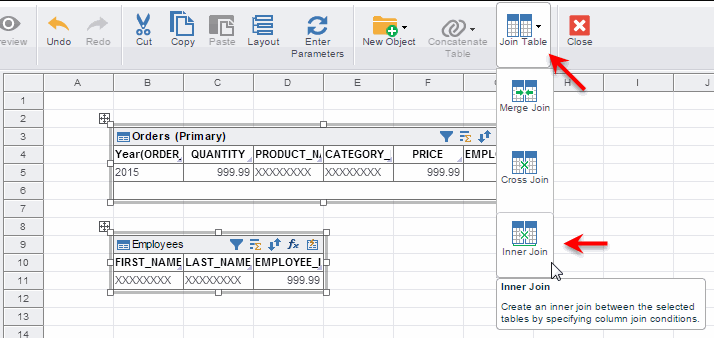 review
Undo
Redo
Cut
Copy
Paste
Layout
Enter
Parameters
New Object
Concatenate
Table
Join Table
Close
A B C D E F H I J
1
2
3 Orders (Primary)
4 Year(ORDER_ QUANTITY PRODUCT_NA CATEGORY_ PRICE EMPL
5 2015 999.99 XXXXXXXX XXXXXXXX 999.99
6
7
8
9 Employees
10 FIRST_NAME LAST_NAME EMPLOYEE_I
11 XXXXXXXX XXXXXXXX 999.99
12
13
14
Merge Join
Cross Join
Inner Join
Inner Join
Create an inner join between the selected
tables by specifying column join conditions.